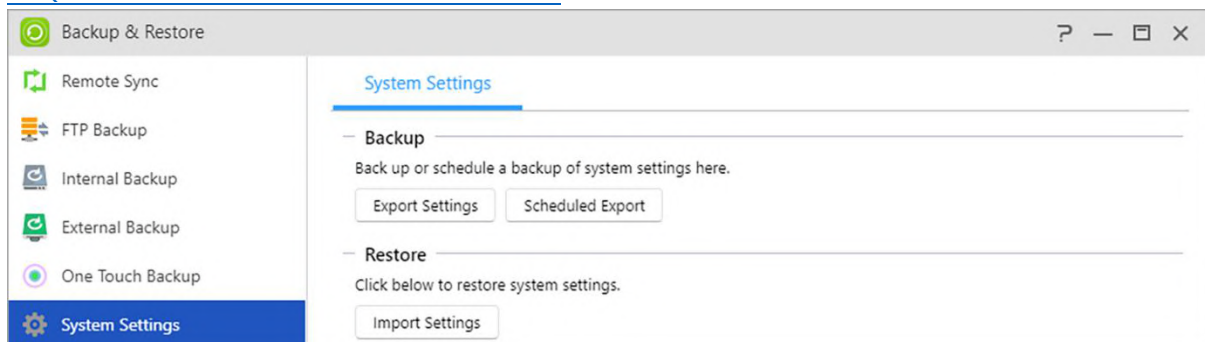 Backup & Restore
Remote Sync
FTP Backup
Internal Backup
External Backup
One Touch Backup
System Settings
System Settings
Backup
Back up or schedule a backup of system settings here.
Export Settings
Scheduled Export
Restore
Click below to restore system settings.
Import Settings